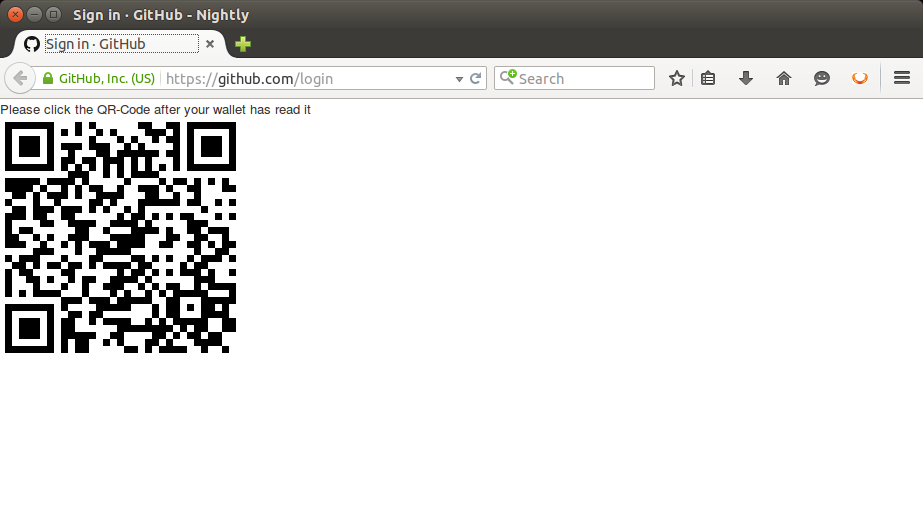 Sign in · GitHub - Nightly
Sign in · GitHub
GitHub, Inc. (US) https://github.com/login Search
Please click the QR-Code after your wallet has read it